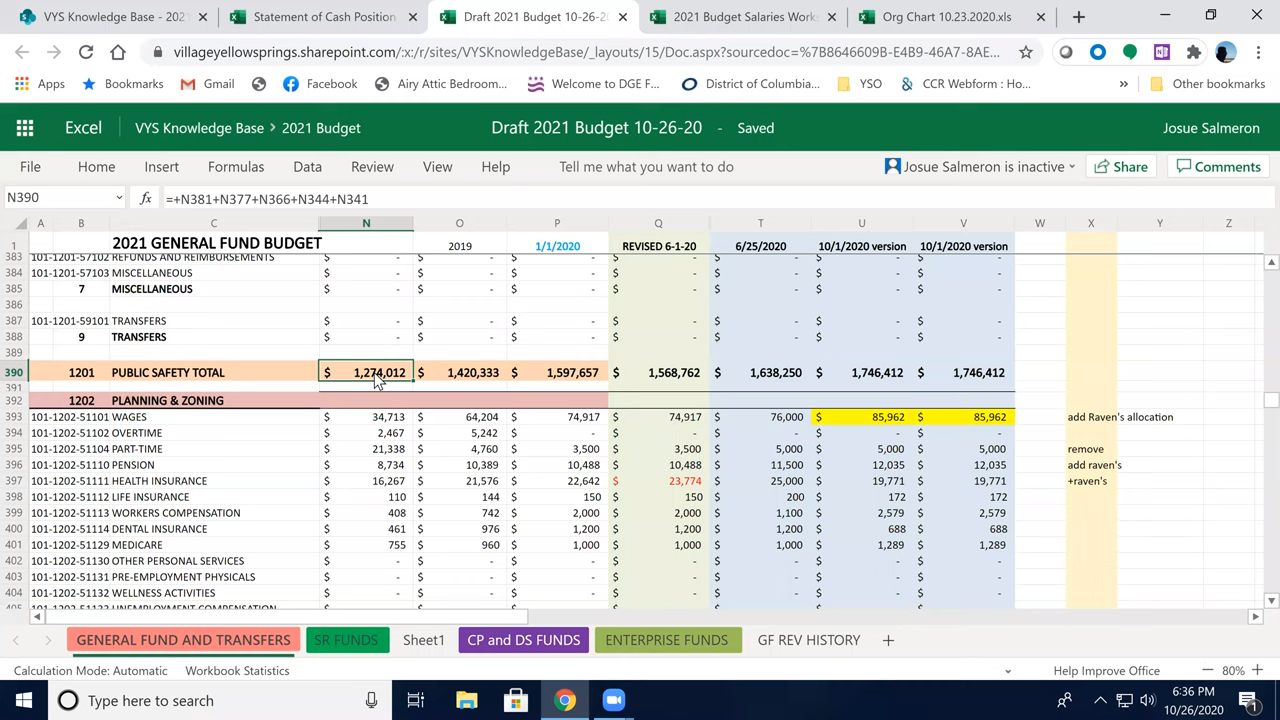 VYS Knowledge Base - 2021 Budget
Statement of Cash Position
Draft 2021 Budget 10-26-20
2021 Budget Salaries Works
Org Chart 10.23.2020.xls
villageyellowsprings.sharepoint.com/:x:/r/sites/VYSKnowledgeBase/_layouts/15/Doc.aspx?sourcedoc=%7B8646609B-E4B9-46A7-8AE...
Apps Bookmarks Gmail Facebook Airy Attic Bedroom... Welcome to DGE F... District of Columbia... YSO CCR Webform : Ho... » Other bookmarks
Excel VYS Knowledge Base > 2021 Budget Draft 2021 Budget 10-26-20 - Saved Josue Salmeron
File Home Insert Formulas Data Review View Help Tell me what you want to do Josue Salmeron is inactive Share Comments
N390 fx =+N381+N377+N366+N344+N341
A B C N O P Q T U V W X Y Z
1 2021 GENERAL FUND BUDGET 2019 1/1/2020 REVISED 6-1-20 6/25/2020 10/1/2020 version 10/1/2020 version
383 101-1201-57102 REFUNDS AND REIMBURSEMENTS $ - $ - $ - $ - $ - $ - $ -
384 101-1201-57103 MISCELLANEOUS $ - $ - $ - $ - $ - $ - $ -
385 7 MISCELLANEOUS $ - $ - $ - $ - $ - $ - $ -
386
387 101-1201-59101 TRANSFERS $ - $ - $ - $ - $ - $ - $ -
388 9 TRANSFERS $ - $ - $ - $ - $ - $ - $ -
389
390 1201 PUBLIC SAFETY TOTAL $ 1,274,012 $ 1,420,333 $ 1,597,657 $ 1,568,762 $ 1,638,250 $ 1,746,412 $ 1,746,412
391
392 1202 PLANNING & ZONING
393 101-1202-51101 WAGES $ 34,713 $ 64,204 $ 74,917 $ 74,917 $ 76,000 $ 85,962 $ 85,962 add Raven's allocation
394 101-1202-51102 OVERTIME $ 2,467 $ 5,242 $ - $ - $ - $ - $ -
395 101-1202-51104 PART-TIME $ 21,338 $ 4,760 $ 3,500 $ 3,500 $ 5,000 $ 5,000 $ 5,000 remove
396 101-1202-51110 PENSION $ 8,734 $ 10,389 $ 10,488 $ 10,488 $ 11,500 $ 12,035 $ 12,035 add raven's
397 101-1202-51111 HEALTH INSURANCE $ 16,267 $ 21,576 $ 22,642 $ 23,774 $ 25,000 $ 19,771 $ 19,771 +raven's
398 101-1202-51112 LIFE INSURANCE $ 110 $ 144 $ 150 $ 150 $ 200 $ 172 $ 172
399 101-1202-51113 WORKERS COMPENSATION $ 408 $ 742 $ 2,000 $ 2,000 $ 1,100 $ 2,579 $ 2,579
400 101-1202-51114 DENTAL INSURANCE $ 461 $ 976 $ 1,200 $ 1,200 $ 1,200 $ 688 $ 688
401 101-1202-51129 MEDICARE $ 755 $ 960 $ 1,000 $ 1,000 $ 1,000 $ 1,289 $ 1,289
402 101-1202-51130 OTHER PERSONAL SERVICES $ - $ - $ - $ - $ - $ - $ -
403 101-1202-51131 PRE-EMPLOYMENT PHYSICALS $ - $ - $ - $ - $ - $ - $ -
404 101-1202-51132 WELLNESS ACTIVITIES $ - $ - $ - $ - $ - $ - $ -
GENERAL FUND AND TRANSFERS SR FUNDS Sheet1 CP and DS FUNDS ENTERPRISE FUNDS GF REV HISTORY
Calculation Mode: Automatic Workbook Statistics Help Improve Office 80%
Type here to search
6:36 PM
10/26/2020
1